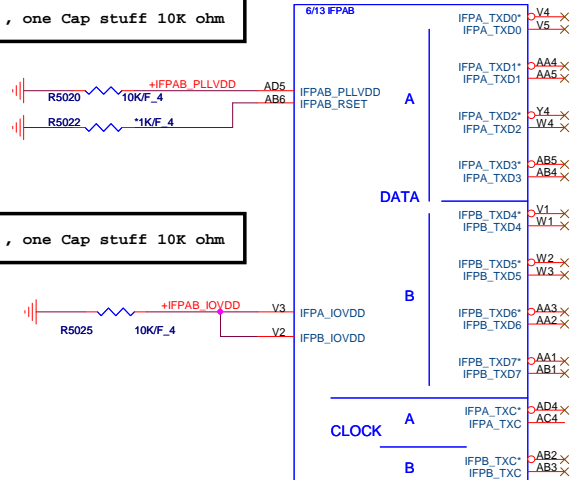 , one Cap stuff 10K ohm
6/13 IFPAB
+IFPAB_PLLVDD
R5020
10K/F_4
AD5
IFPAB_PLLVDD
AB6
IFPAB_RSET
R5022
*1K/F_4
, one Cap stuff 10K ohm
+IFPAB_IOVDD
R5025
10K/F_4
V3
IFPA_IOVDD
V2
IFPB_IOVDD
A
DATA
B
CLOCK
A
B
IFPA_TXD0*
V4
IFPA_TXD0
V5
IFPA_TXD1*
AA4
IFPA_TXD1
AA5
IFPA_TXD2*
Y4
IFPA_TXD2
W4
IFPA_TXD3*
AB5
IFPA_TXD3
AB4
IFPB_TXD4*
V1
IFPB_TXD4
W1
IFPB_TXD5*
W2
IFPB_TXD5
W3
IFPB_TXD6*
AA3
IFPB_TXD6
AA2
IFPB_TXD7*
AA1
IFPB_TXD7
AB1
IFPA_TXC*
AD4
IFPA_TXC
AC4
IFPB_TXC*
AB2
IFPB_TXC
AB3